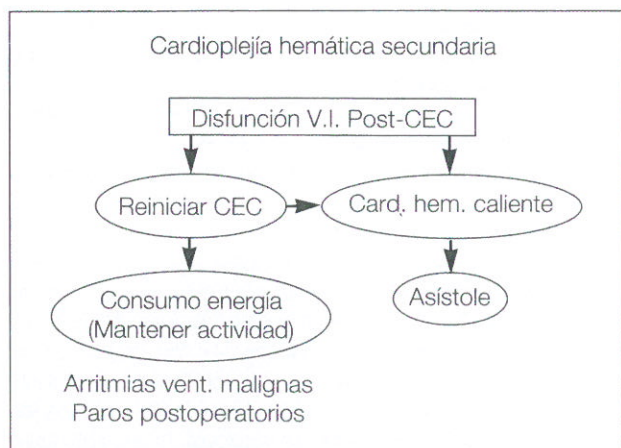 Cardioplejía hemática secundaria
Disfunción V.I. Post-CEC
Reiniciar CEC
Card. hem. caliente
Consumo energía
(Mantener actividad)
Asístole
Arritmias vent. malignas
Paros postoperatorios